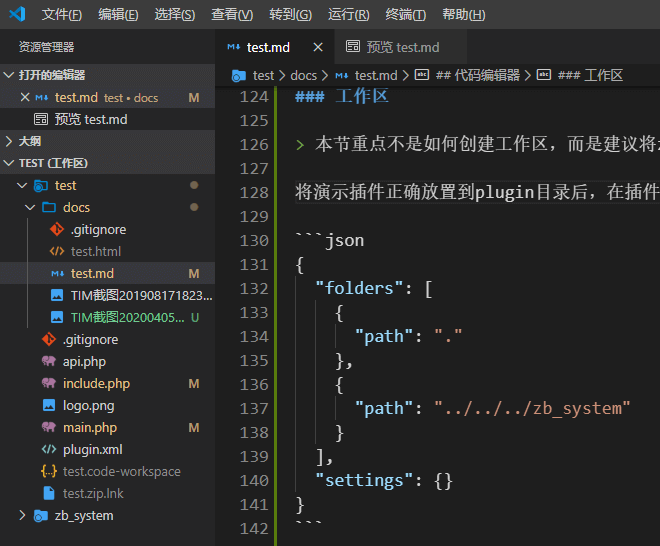 文件(F) 编辑(E) 选择(S) 查看(V) 转到(G) 运行(R) 终端(T) 帮助(H)
资源管理器
打开的编辑器
test.md test • docs M
预览 test.md
大纲
TEST (工作区)
test
docs
.gitignore
test.html
test.md M
TIM截图201908171823...
TIM截图20200405... U
.gitignore
api.php
include.php M
logo.png
main.php M
plugin.xml
test.code-workspace
test.zip.lnk
zb_system
test.md 预览 test.md
test > docs > test.md > ## 代码编辑器 > ### 工作区
124 ### 工作区
125
126 > 本节重点不是如何创建工作区，而是建议将
127
128 将演示插件正确放置到plugin目录后，在插件
129
130 ```json
131 {
132 "folders": [
133 {
134 "path": "."
135 },
136 {
137 "path": "../../../zb_system"
138 }
139 ],
140 "settings": {}
141 }
142 ```